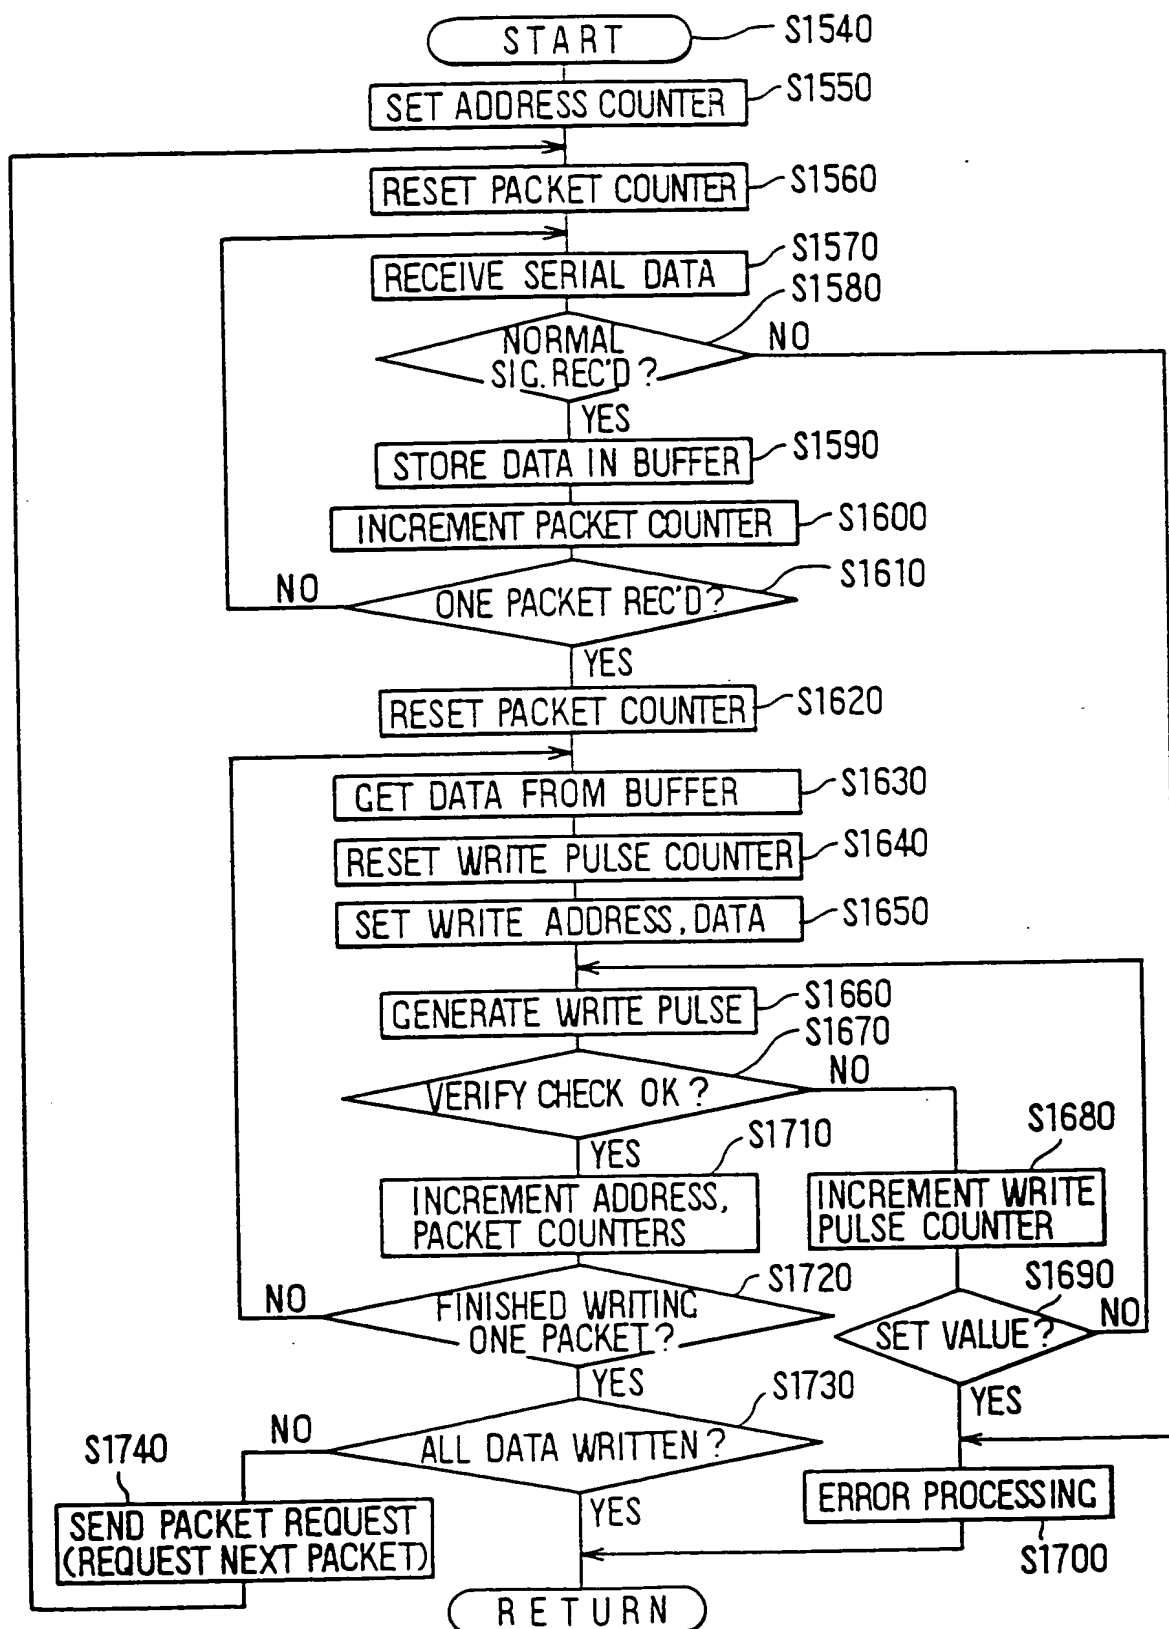 START
S1540
SET ADDRESS COUNTER
S1550
RESET PACKET COUNTER
S1560
RECEIVE SERIAL DATA
S1570
NORMAL
SIG. REC'D?
S1580
NO
YES
STORE DATA IN BUFFER
S1590
INCREMENT PACKET COUNTER
S1600
ONE PACKET REC'D?
S1610
NO
YES
RESET PACKET COUNTER
S1620
GET DATA FROM BUFFER
S1630
RESET WRITE PULSE COUNTER
S1640
SET WRITE ADDRESS, DATA
S1650
GENERATE WRITE PULSE
S1660
VERIFY CHECK OK?
S1670
NO
YES
INCREMENT ADDRESS,
PACKET COUNTERS
S1710
INCREMENT WRITE
PULSE COUNTER
S1680
FINISHED WRITING
ONE PACKET?
S1720
NO
YES
SET VALUE?
S1690
NO
YES
ALL DATA WRITTEN?
S1730
NO
YES
S1740
SEND PACKET REQUEST
(REQUEST NEXT PACKET)
ERROR PROCESSING
S1700
RETURN